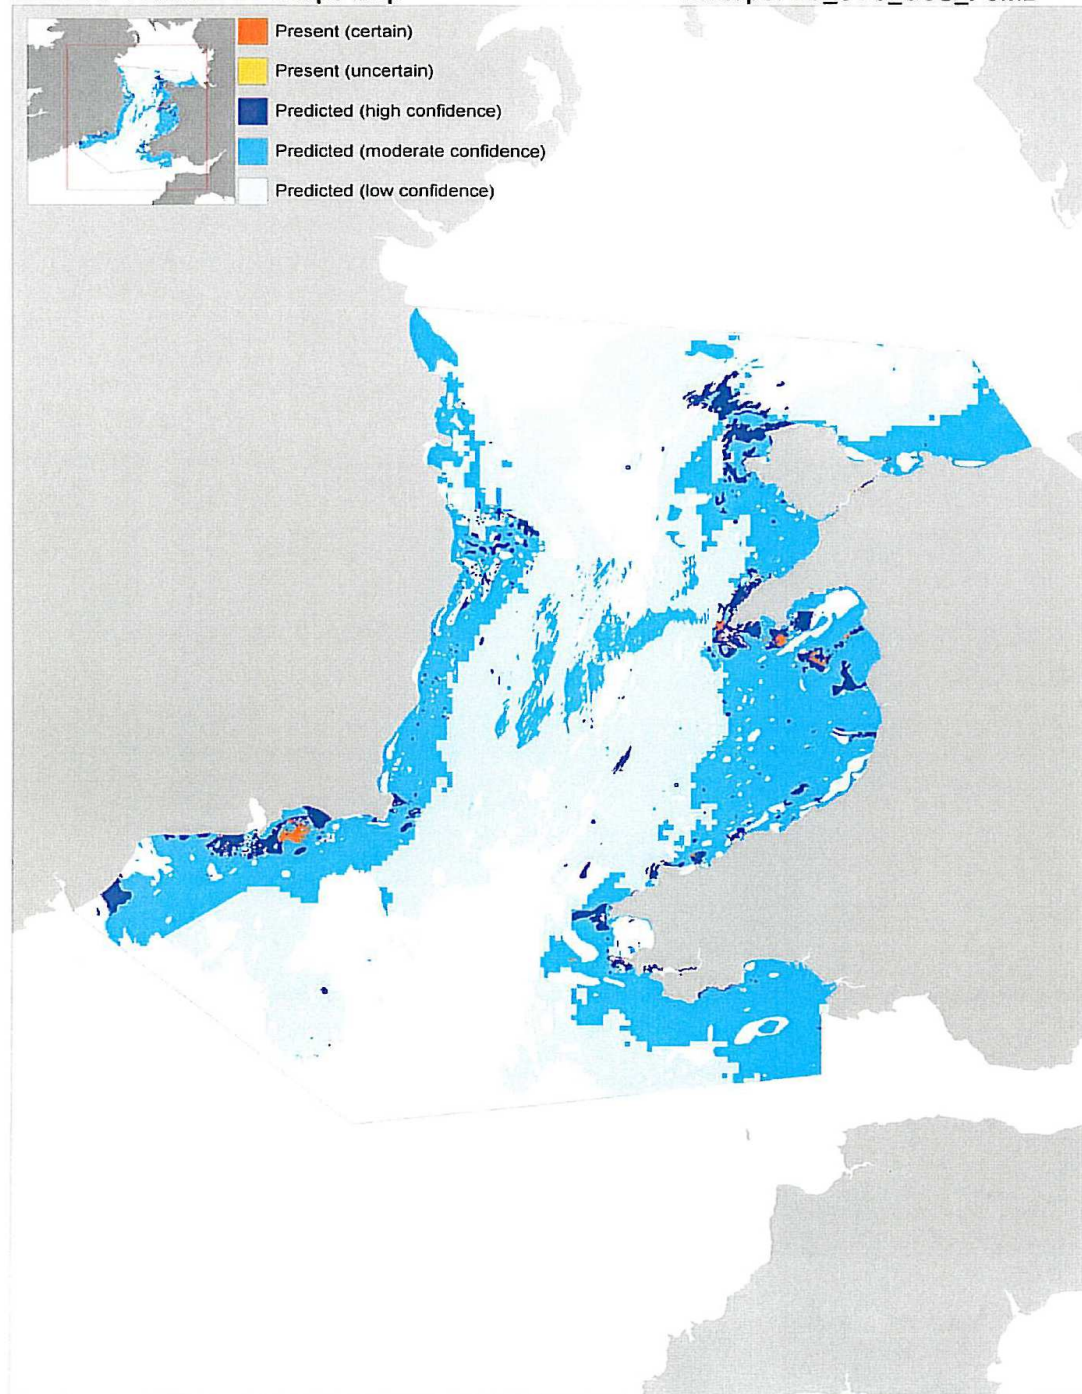 Present (certain)
Present (uncertain)
Predicted (high confidence)
Predicted (moderate confidence)
Predicted (low confidence)